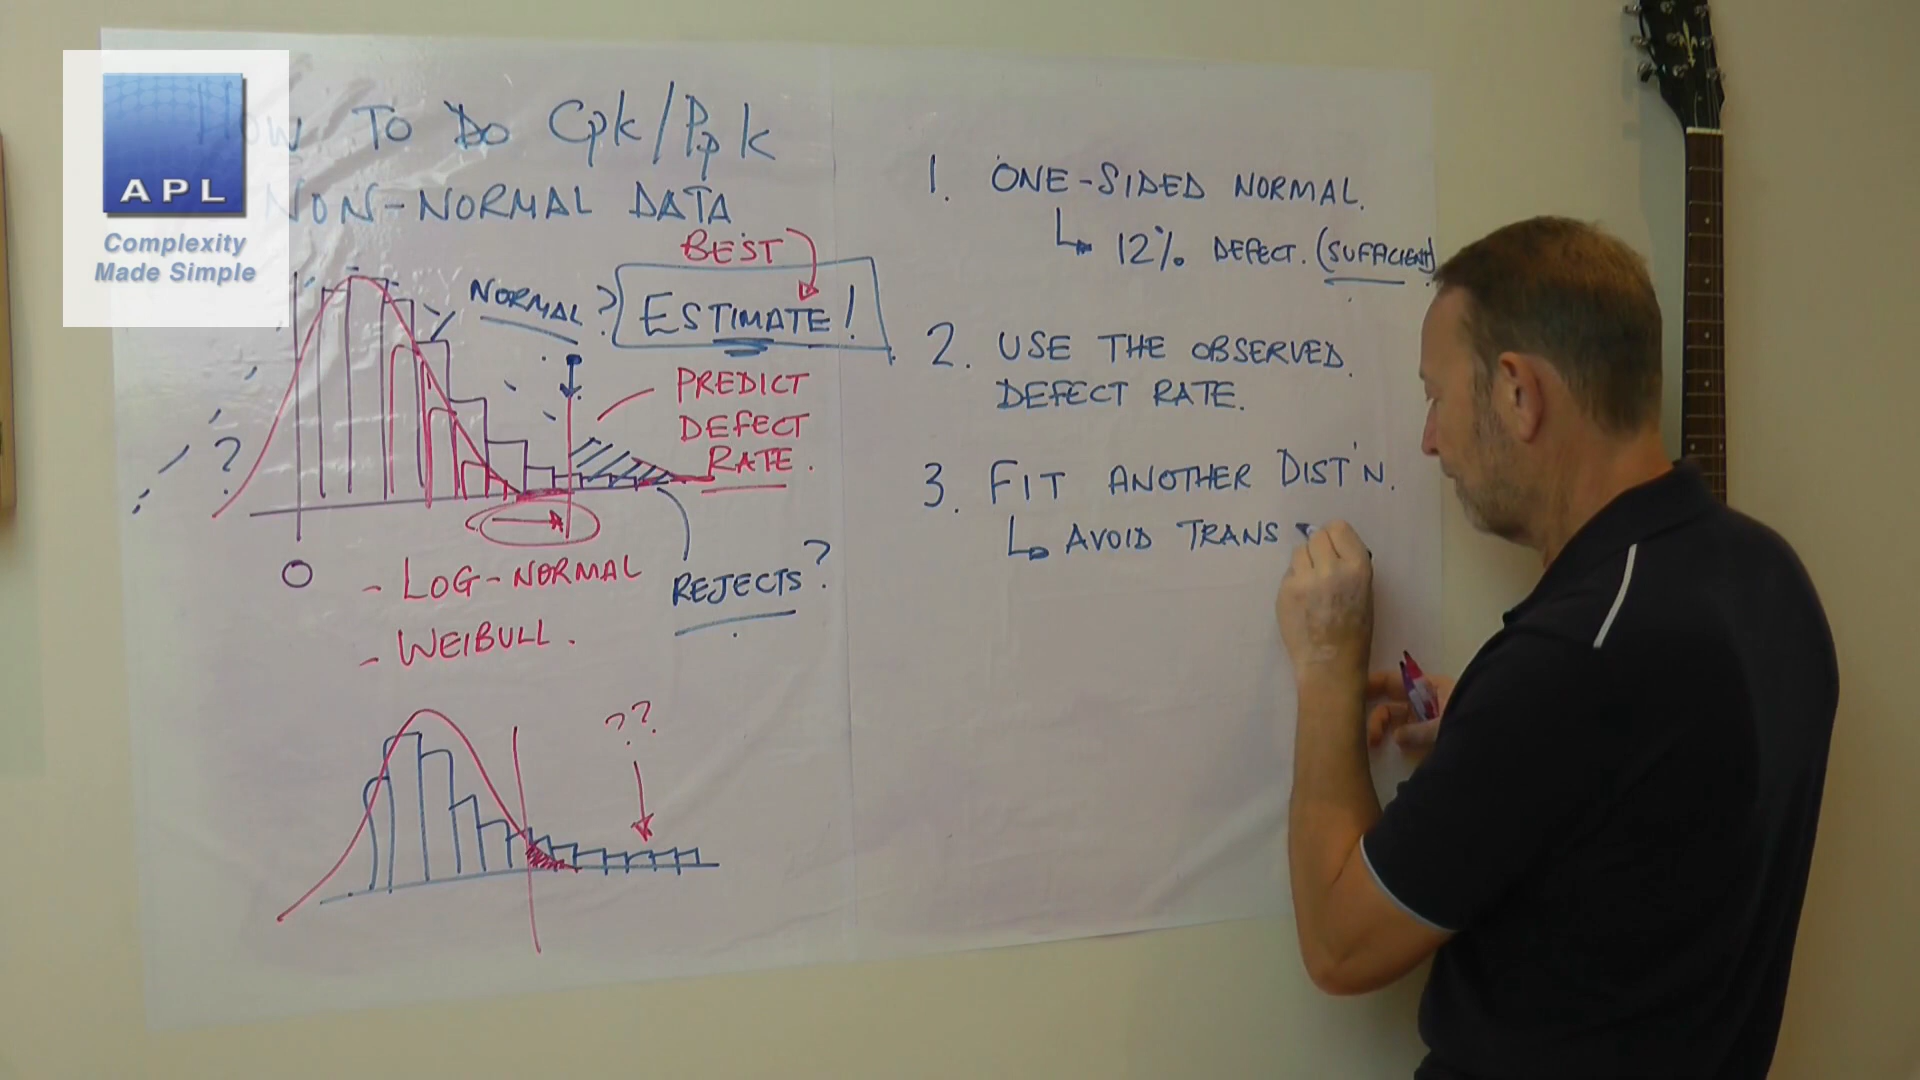 APL
Complexity
Made Simple
HOW TO DO Cpk/Ppk
NON-NORMAL DATA
BEST
NORMAL?
ESTIMATE!
PREDICT
DEFECT
RATE.
?
O
- LOG-NORMAL
- WEIBULL.
REJECTS?
??
1. ONE-SIDED NORMAL.
12% DEFECT. (SUFFICIENT)
2. USE THE OBSERVED
DEFECT RATE.
3. FIT ANOTHER DIST'N.
AVOID TRANS